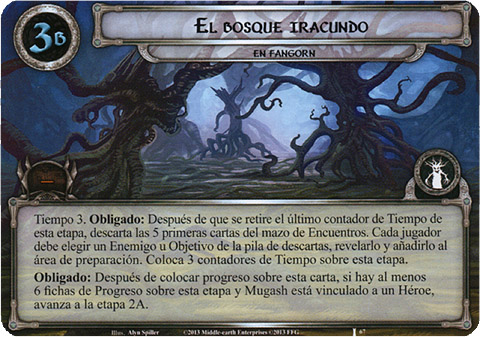 3B
El bosque iracundo
En Fangorn
Tiempo 3. Obligado: Después de que se retire el último contador de Tiempo de
esta etapa, descarta las 5 primeras cartas del mazo de Encuentros. Cada jugador
debe elegir un Enemigo u Objetivo de la pila de descartes, revelarlo y añadirlo al
área de preparación. Coloca 3 contadores de Tiempo sobre esta etapa.
Obligado: Después de colocar progreso sobre esta carta, si hay al menos
6 fichas de Progreso sobre esta etapa y Mugash está vinculado a un Héroe,
avanza a la etapa 2A.
Illus. Alyn Spiller ©2013 Middle-earth Enterprises ©2013 FFG 67